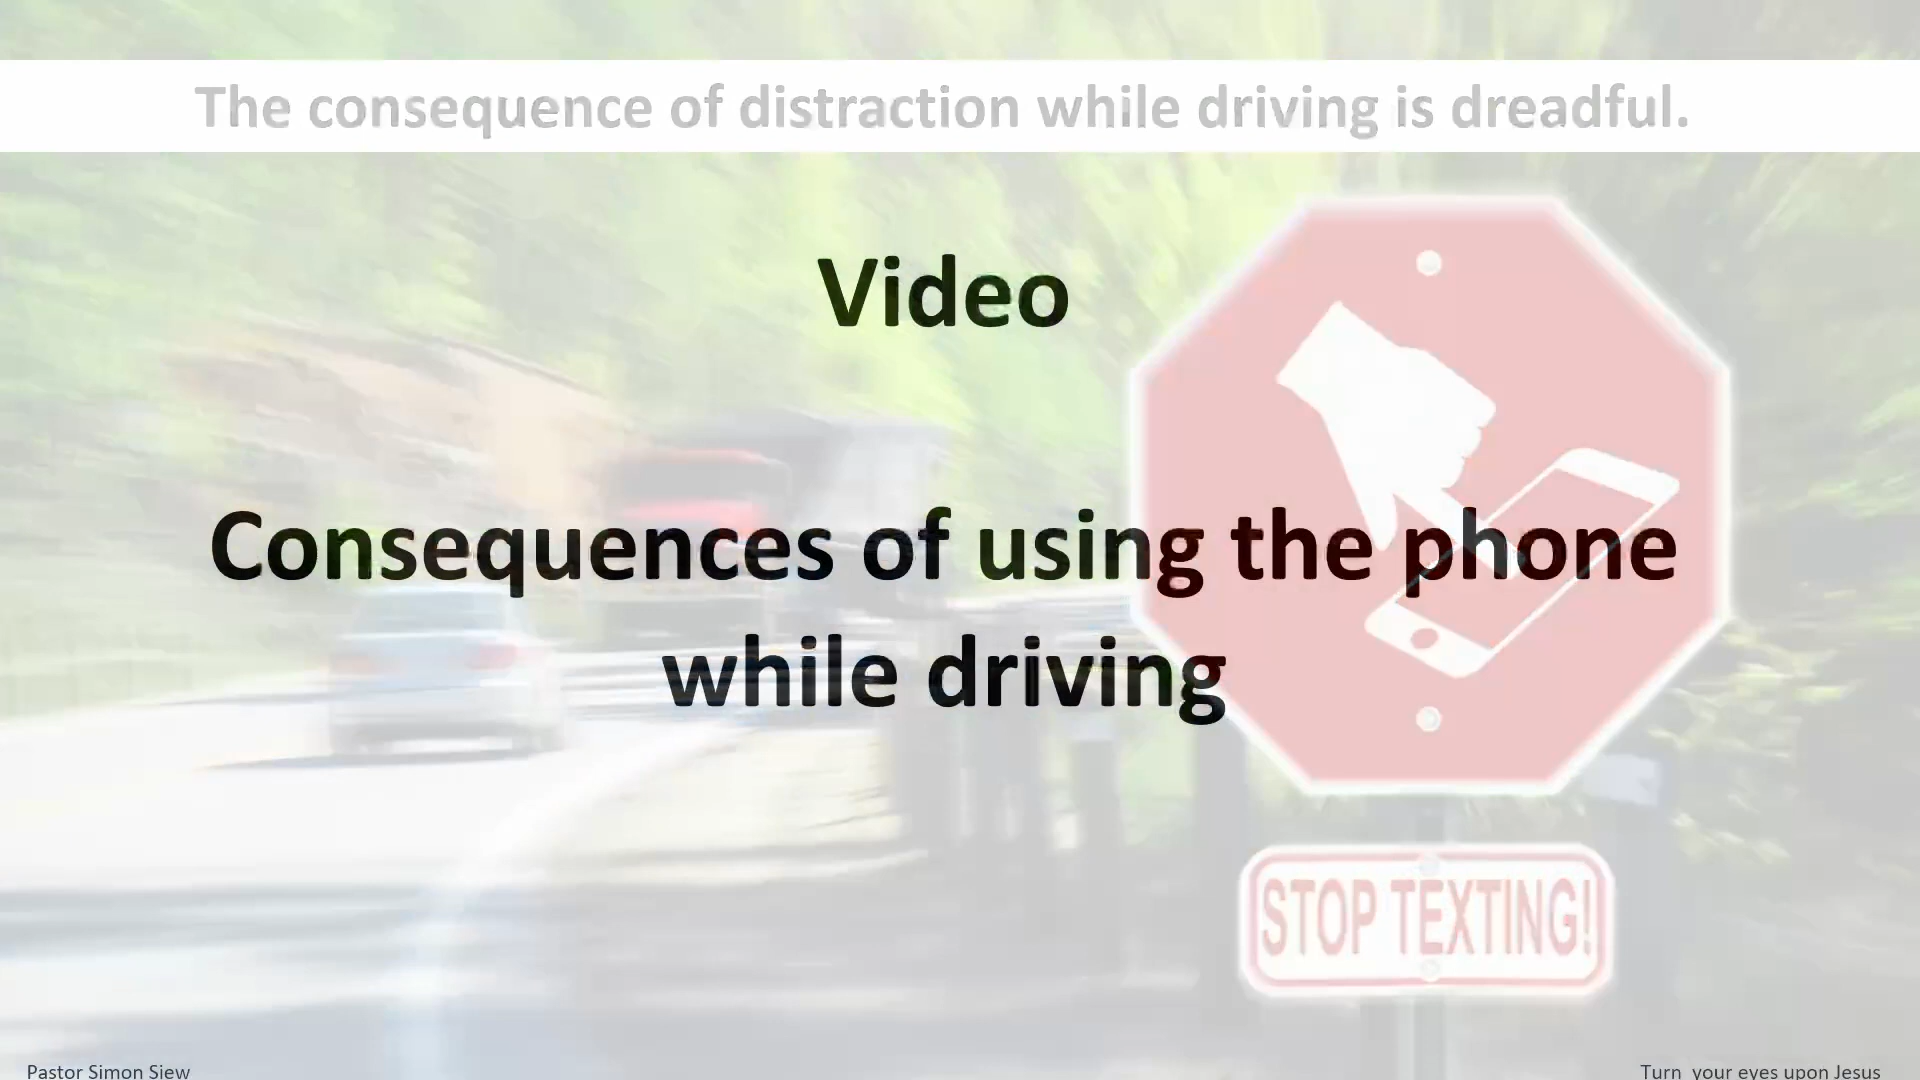 The consequence of distraction while driving is dreadful.
Video
Consequences of using the phone
while driving
STOP TEXTING!
Pastor Simon Siew
Turn your eyes upon Jesus